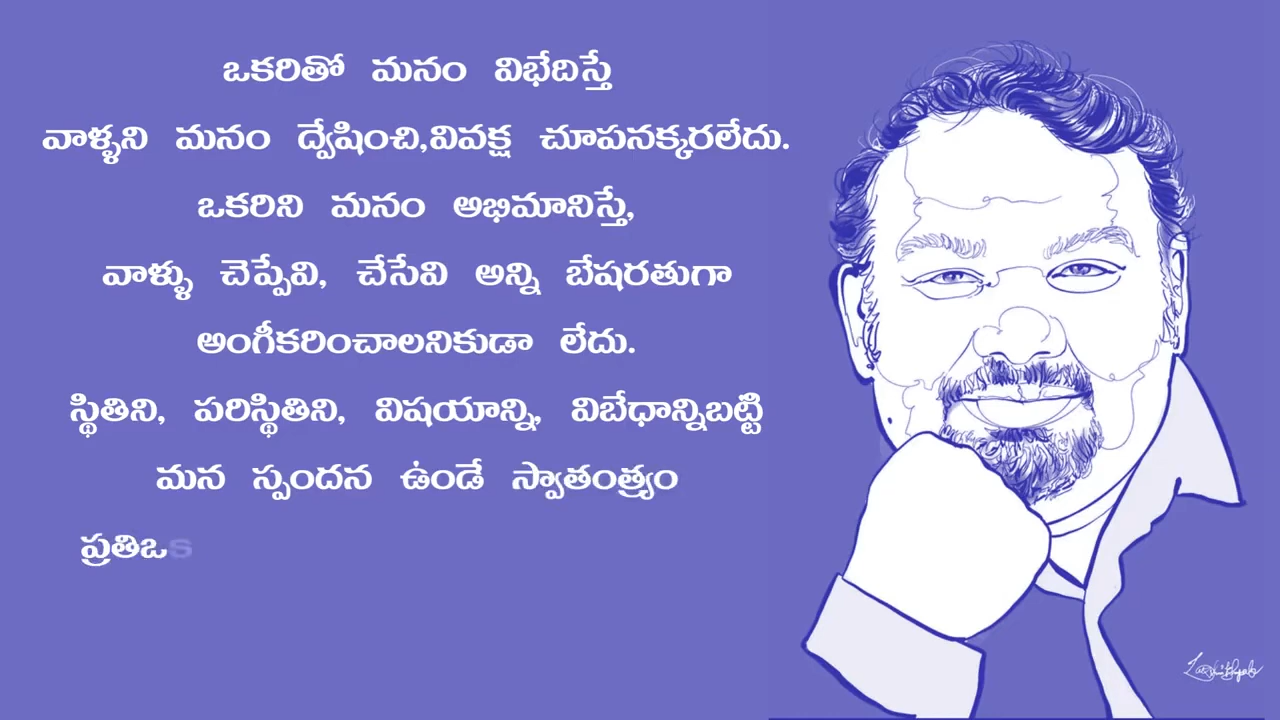 ఒకరితో మనం విభేదిస్తే
వాళ్ళని మనం ద్వేషించి,వివక్ష చూపనక్కరలేదు.
ఒకరిని మనం అభిమానిస్తే,
వాళ్ళు చెప్పేవి, చేసేవి అన్ని బేషరతుగా
అంగీకరించాలనికుడా లేదు.
స్థితిని, పరిస్థితిని, విషయాన్ని, విబేధాన్నిబట్టి
మన స్పందన ఉండే స్వాతంత్ర్యం
ప్రతిఒక